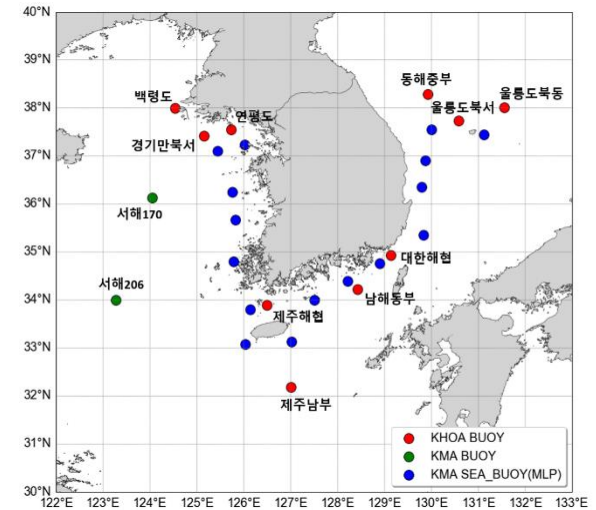 40°N
39°N
38°N
37°N
36°N
35°N
34°N
33°N
32°N
31°N
30°N
122°E
123°E
124°E
125°E
126°E
127°E
128°E
129°E
130°E
131°E
132°E
133°E
동해중부
울릉도북동
울릉도북서
백령도
연평도
경기만북서
서해170
대한해협
서해206
남해동부
제주해협
제주남부
KHOA BUOY
KMA BUOY
KMA SEA_BUOY(MLP)